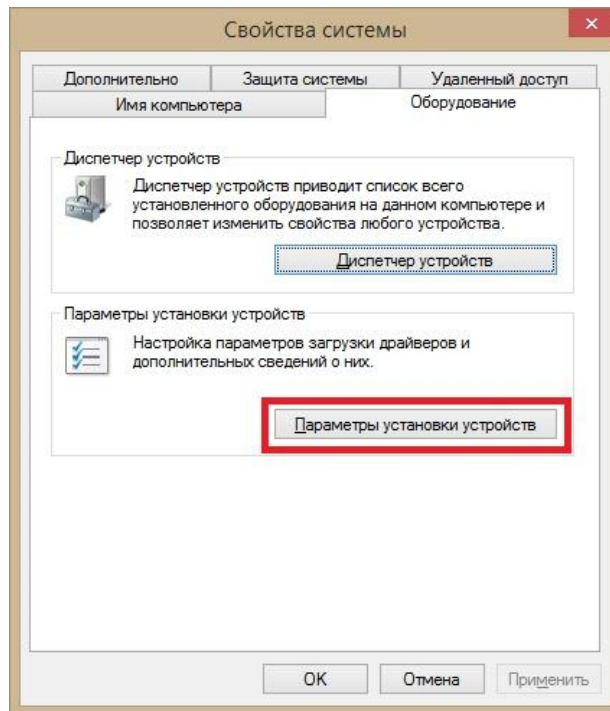 Свойства системы
Дополнительно
Защита системы
Удаленный доступ
Имя компьютера
Оборудование
Диспетчер устройств
Диспетчер устройств приводит список всего
установленного оборудования на данном компьютере и
позволяет изменить свойства любого устройства.
Диспетчер устройств
Параметры установки устройств
Настройка параметров загрузки драйверов и
дополнительных сведений о них.
Параметры установки устройств
OK
Отмена
Применить